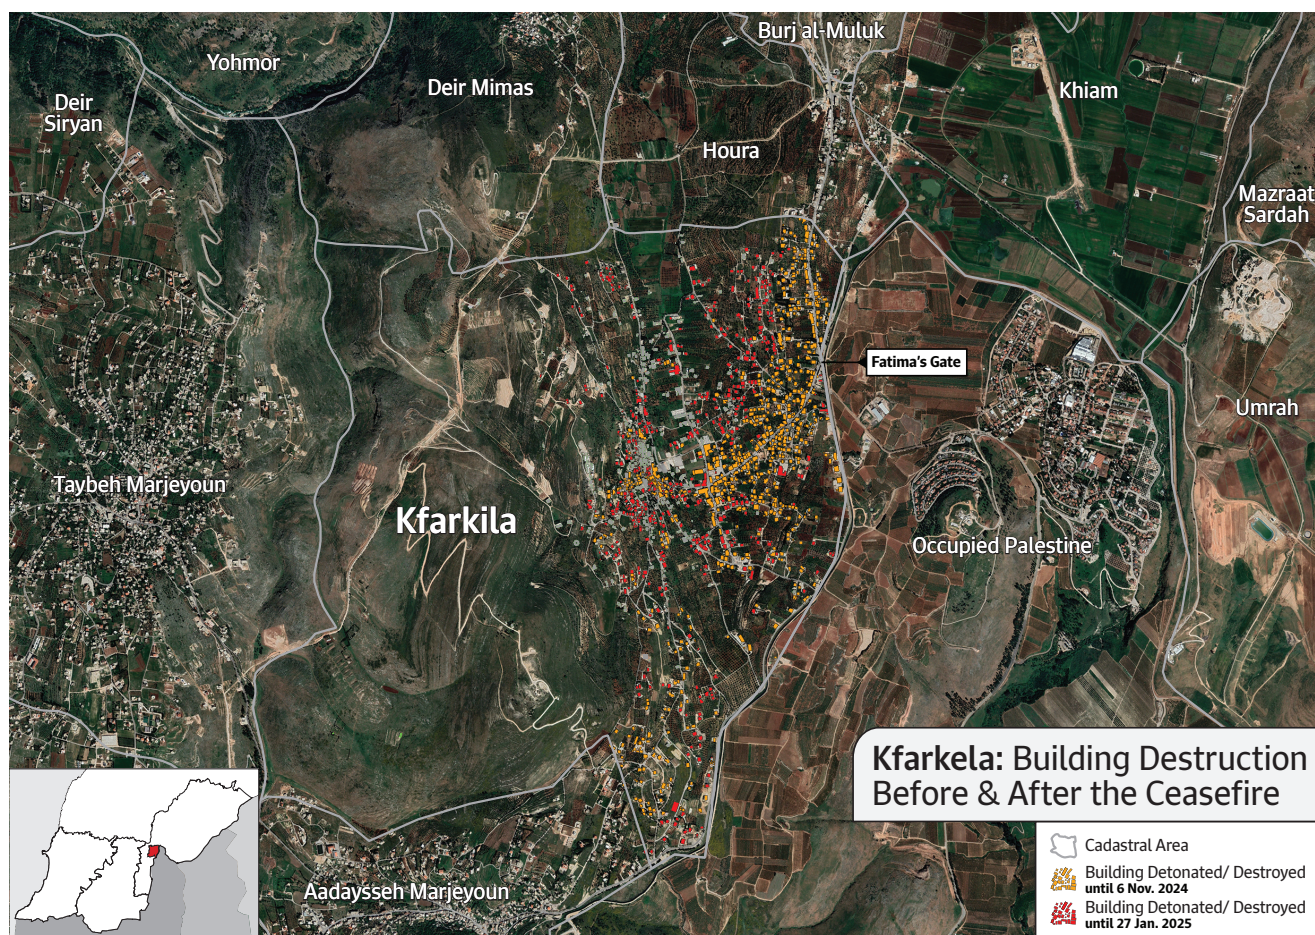 Burj al-Muluk
Yohmor
Deir Mimas
Khiam
Deir
Siryan
Houra
Mazraat
Sardah
Fatima's Gate
Umrah
Taybeh Marjeyoun
Kfarkila
Occupied Palestine
Kfarkela: Building Destruction
Before & After the Ceasefire
Cadastral Area
Building Detonated/ Destroyed
until 6 Nov. 2024
Building Detonated/ Destroyed
until 27 Jan. 2025
Aadaysseh Marjeyoun